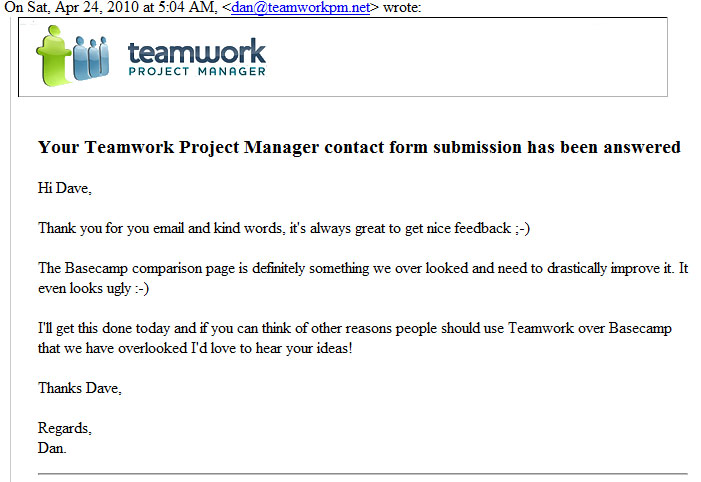 On Sat, Apr 24, 2010 at 5:04 AM, <dan@teamworkpm.net> wrote:
teamwork
PROJECT MANAGER
Your Teamwork Project Manager contact form submission has been answered
Hi Dave,
Thank you for you email and kind words, it's always great to get nice feedback ;-)
The Basecamp comparison page is definitely something we over looked and need to drastically improve it. It
even looks ugly :-)
I'll get this done today and if you can think of other reasons people should use Teamwork over Basecamp
that we have overlooked I'd love to hear your ideas!
Thanks Dave,
Regards,
Dan.